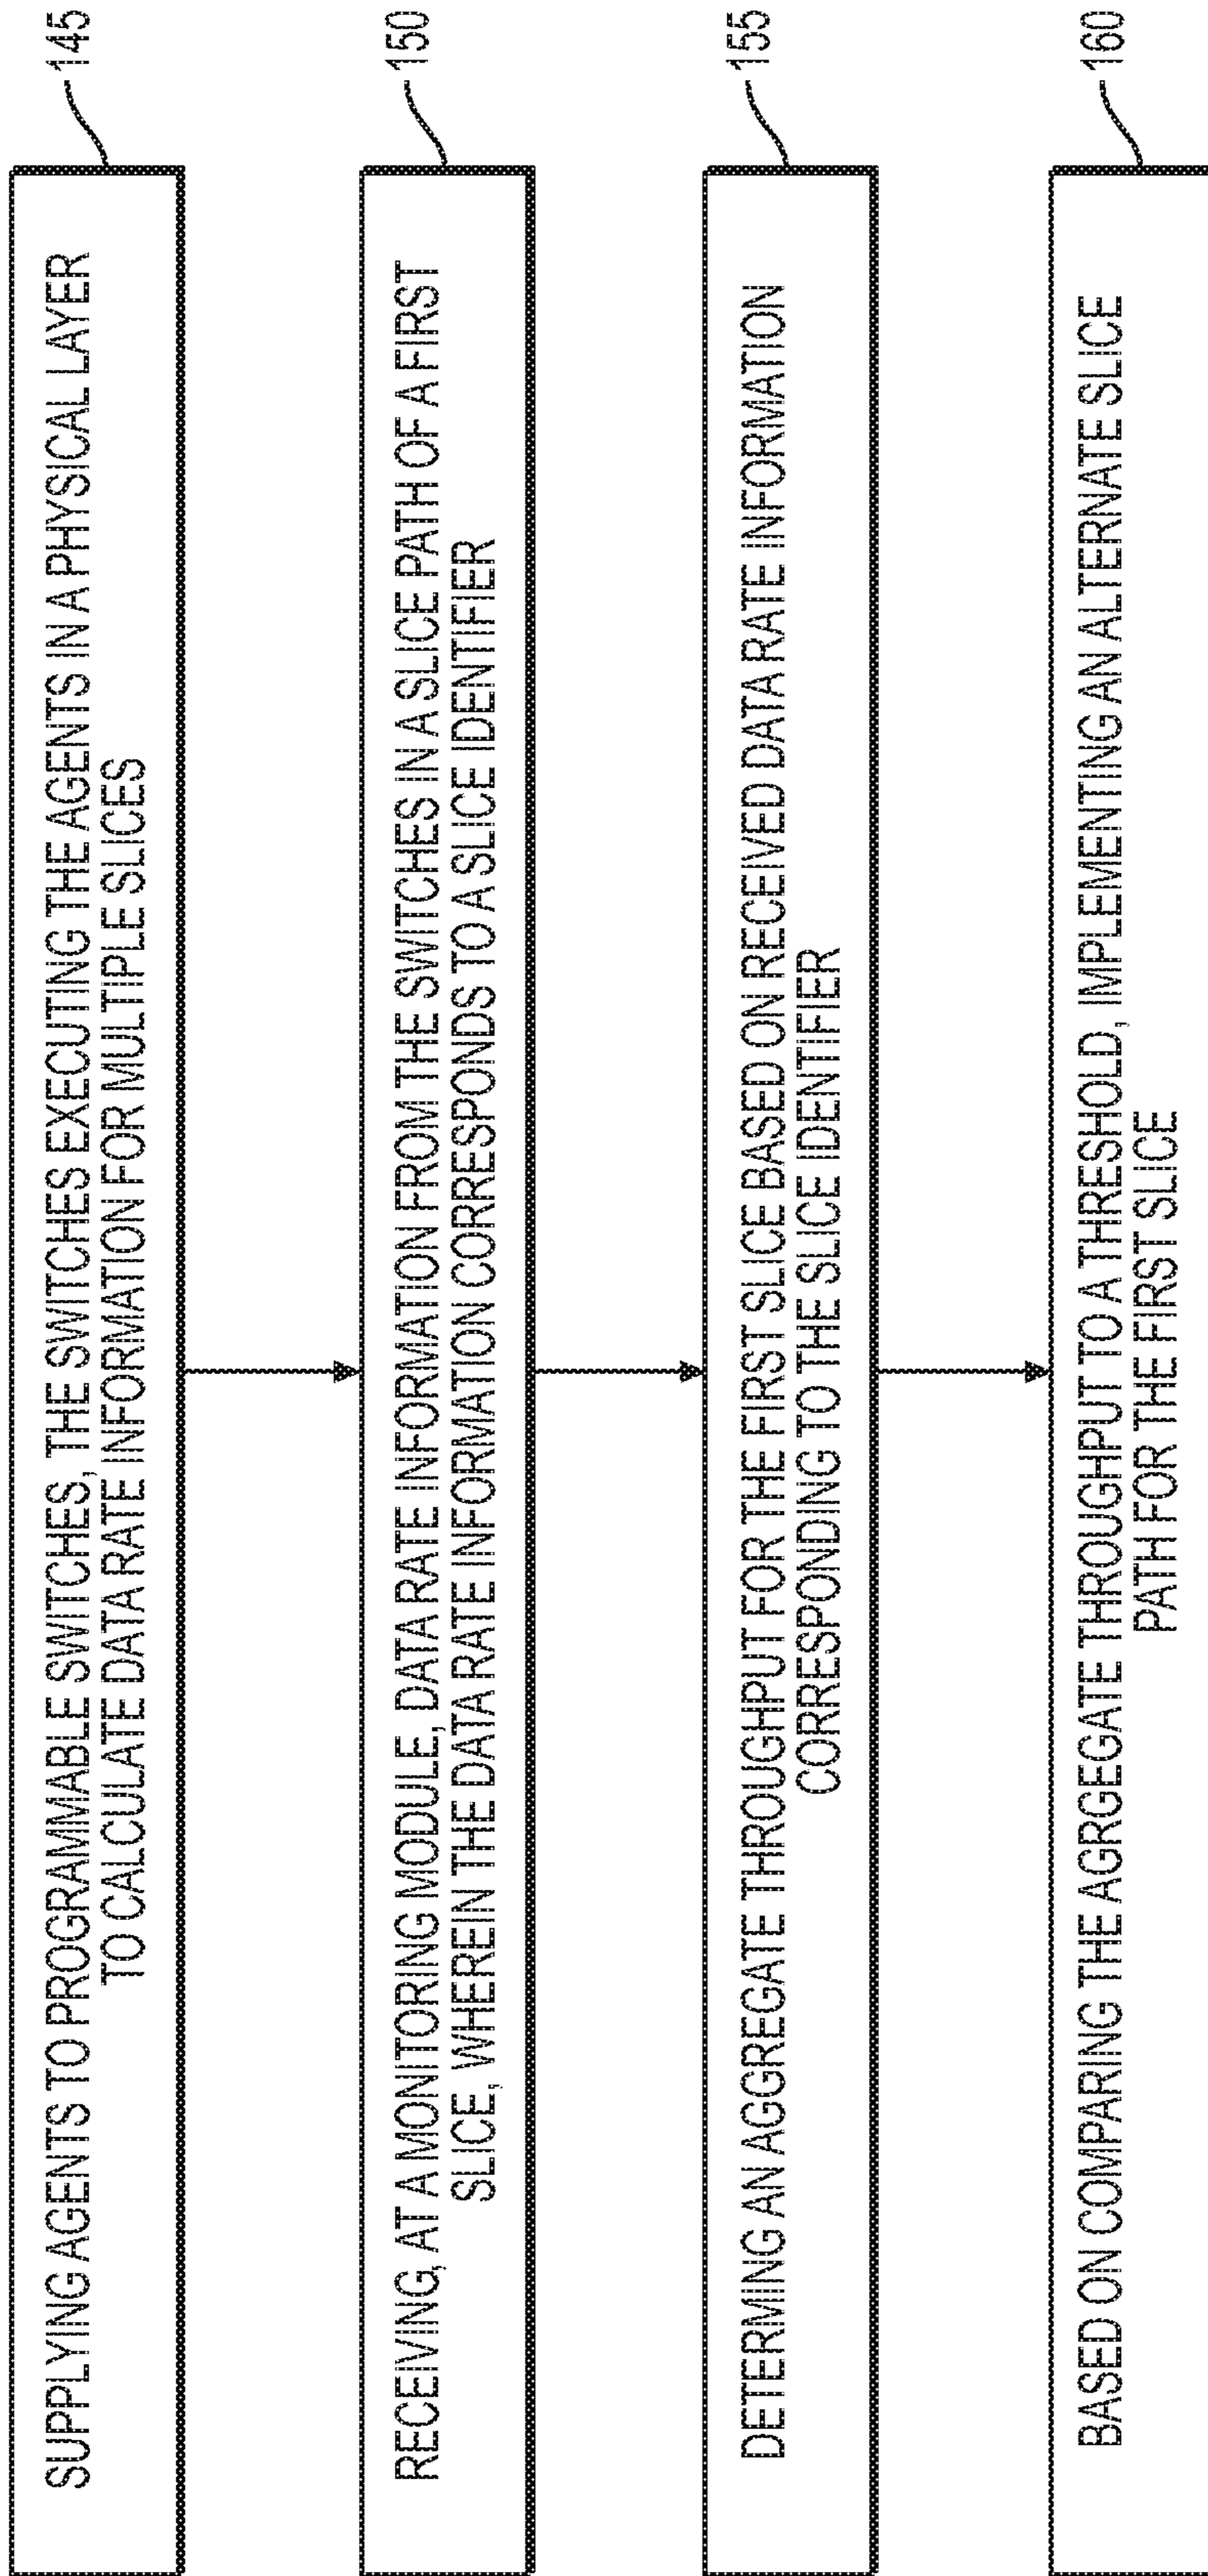 SUPPLYING AGENTS TO PROGRAMMABLE SWITCHES, THE SWITCHES EXECUTING THE AGENTS IN A PHYSICAL LAYER
TO CALCULATE DATA RATE INFORMATION FOR MULTIPLE SLICES
145
RECEIVING, AT A MONITORING MODULE, DATA RATE INFORMATION FROM THE SWITCHES IN A SLICE PATH OF A FIRST
SLICE, WHEREIN THE DATA RATE INFORMATION CORRESPONDS TO A SLICE IDENTIFIER
150
DETERMING AN AGGREGATE THROUGHPUT FOR THE FIRST SLICE BASED ON RECEIVED DATA RATE INFORMATION
CORRESPONDING TO THE SLICE IDENTIFIER
155
BASED ON COMPARING THE AGRGEGATE THROUGHPUT TO A THRESHOLD, IMPLEMENTING AN ALTERNATE SLICE
PATH FOR THE FIRST SLICE
160